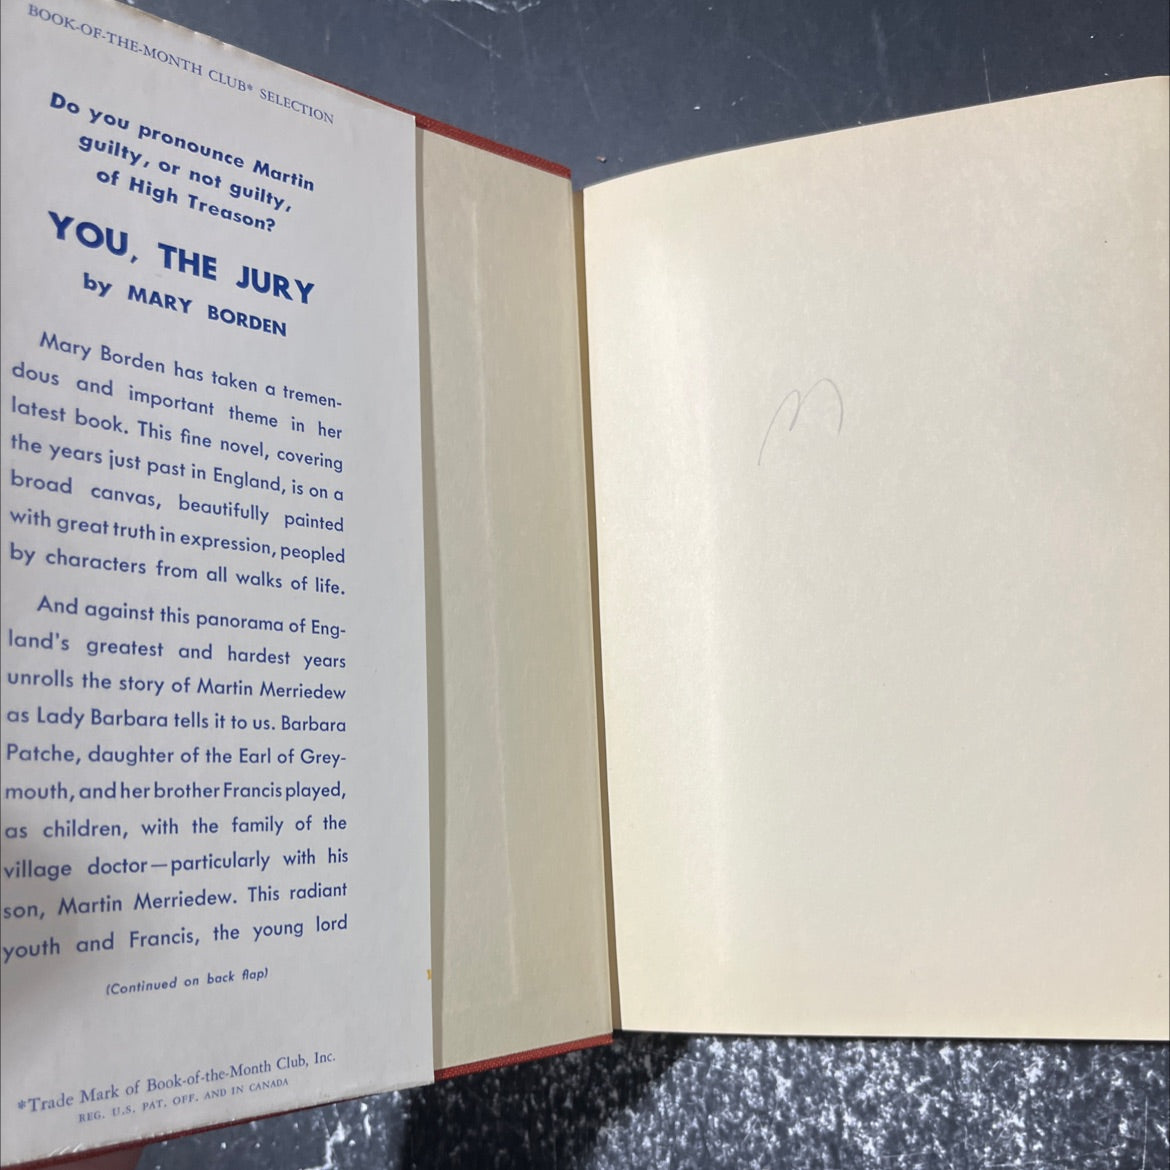 BOOK-OF-THE-MONTH CLUB* SELECTION
Do you pronounce Martin
guilty, or not guilty,
of High Treason?
YOU, THE JURY
by MARY BORDEN
Mary Borden has taken a tremen-
dous and important theme in her
latest book. This fine novel, covering
the years just past in England, is on a
broad canvas, beautifully painted
with great truth in expression, peopled
by characters from all walks of life.
And against this panorama of Eng-
land's greatest and hardest years
unrolls the story of Martin Merriedew
as Lady Barbara tells it to us. Barbara
Patche, daughter of the Earl of Grey-
mouth, and her brother Francis played,
as children, with the family of the
village doctor—particularly with his
son, Martin Merriedew. This radiant
youth and Francis, the young lord
(Continued on back flap)
*Trade Mark of Book-of-the-Month Club, Inc.
REG. U.S. PAT. OFF. AND IN CANADA